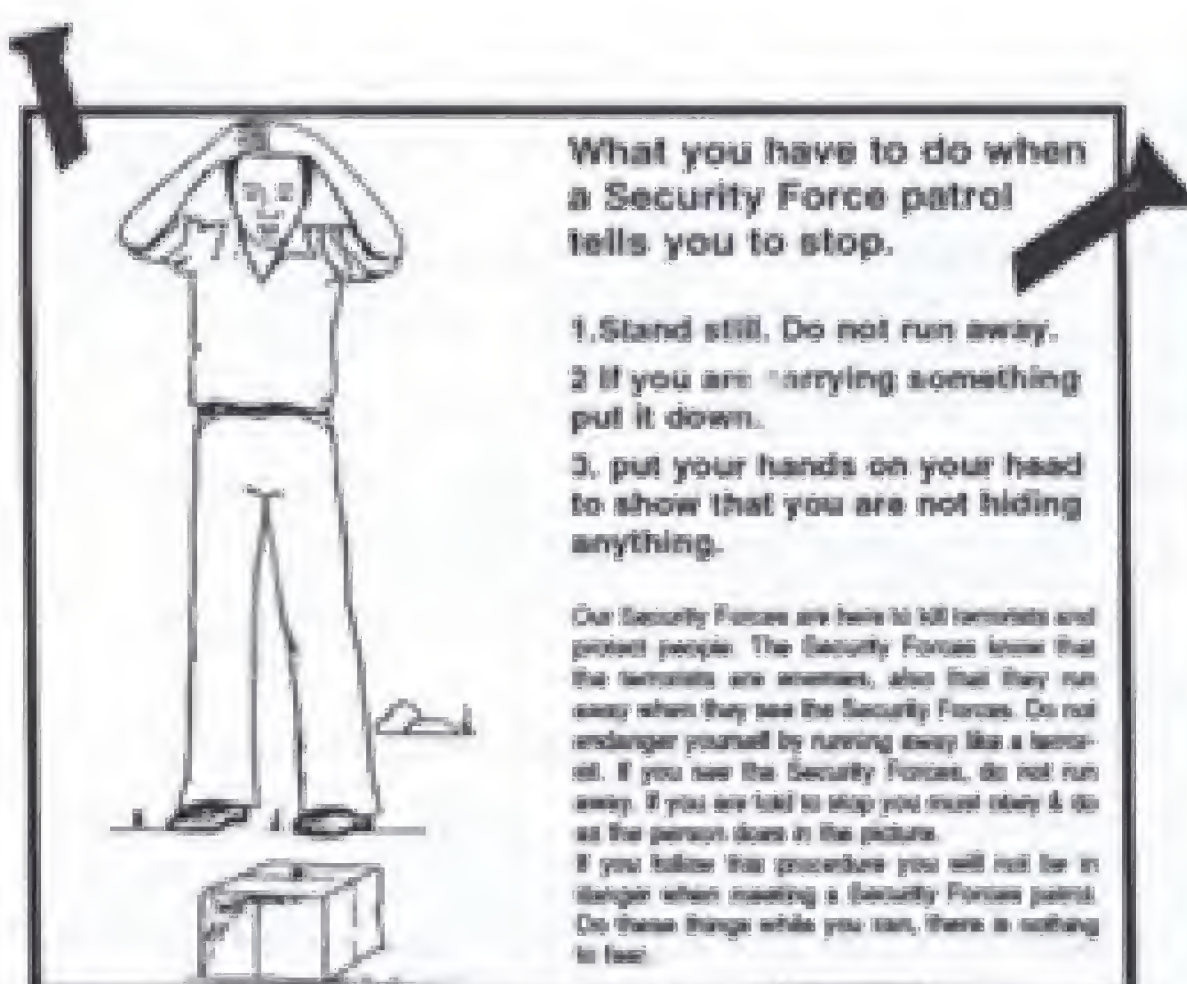 What you have to do when
a Security Force patrol
tells you to stop.
1.Stand still. Do not run away.
2 If you are carrying something
put it down.
3. put your hands on your head
to show that you are not hiding
anything.
Our Security Forces are here to kill terrorists and
protect people. The Security Forces know that
the terrorists are enemies, also that they run
away when they see the Security Forces. Do not
endanger yourself by running away like a terror-
ist. If you see the Security Forces, do not run
away. If you are told to stop you must obey & do
as the person does in the picture.
If you follow this procedure you will not be in
danger when meeting a Security Forces patrol.
Do these things while you can, there is nothing
to fear